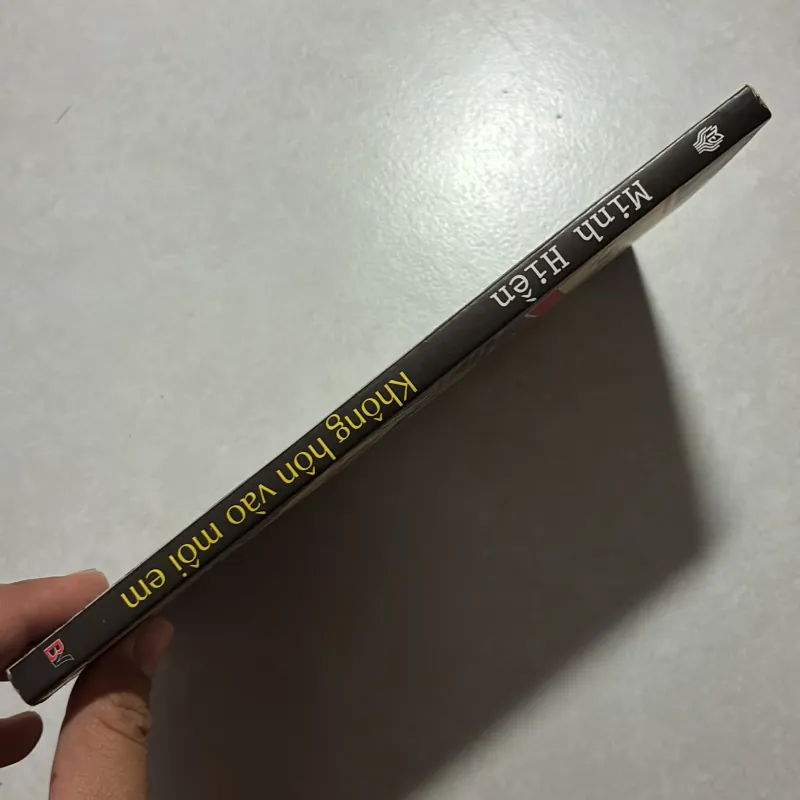 Minh Hiền
Không hôn vào môi em
B